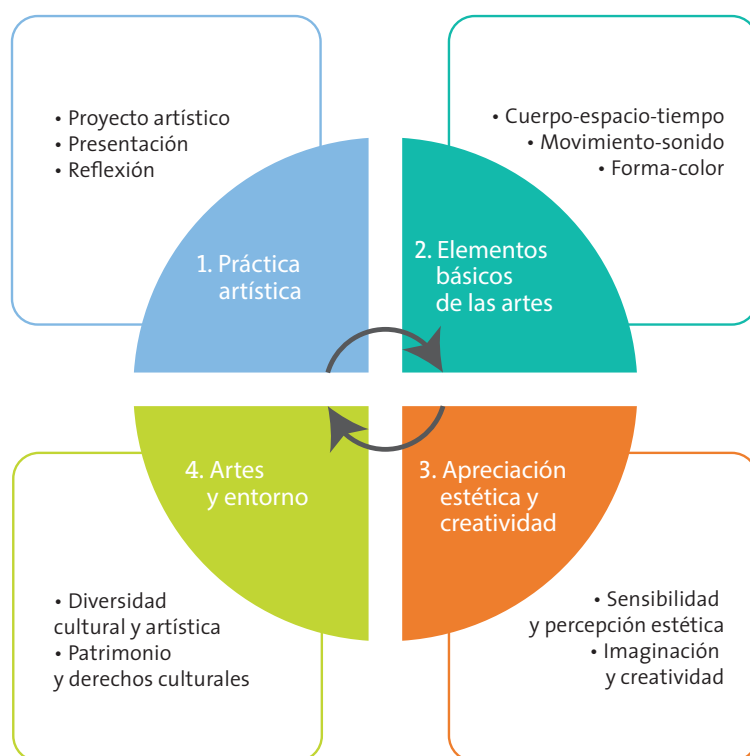 • Proyecto artístico
• Presentación
• Reflexión
1. Práctica
artística
• Cuerpo-espacio-tiempo
• Movimiento-sonido
• Forma-color
2. Elementos
básicos
de las artes
3. Apreciación
estética y
creatividad
• Sensibilidad
y percepción estética
• Imaginación
y creatividad
4. Artes
y entorno
• Diversidad
cultural y artística
• Patrimonio
y derechos culturales